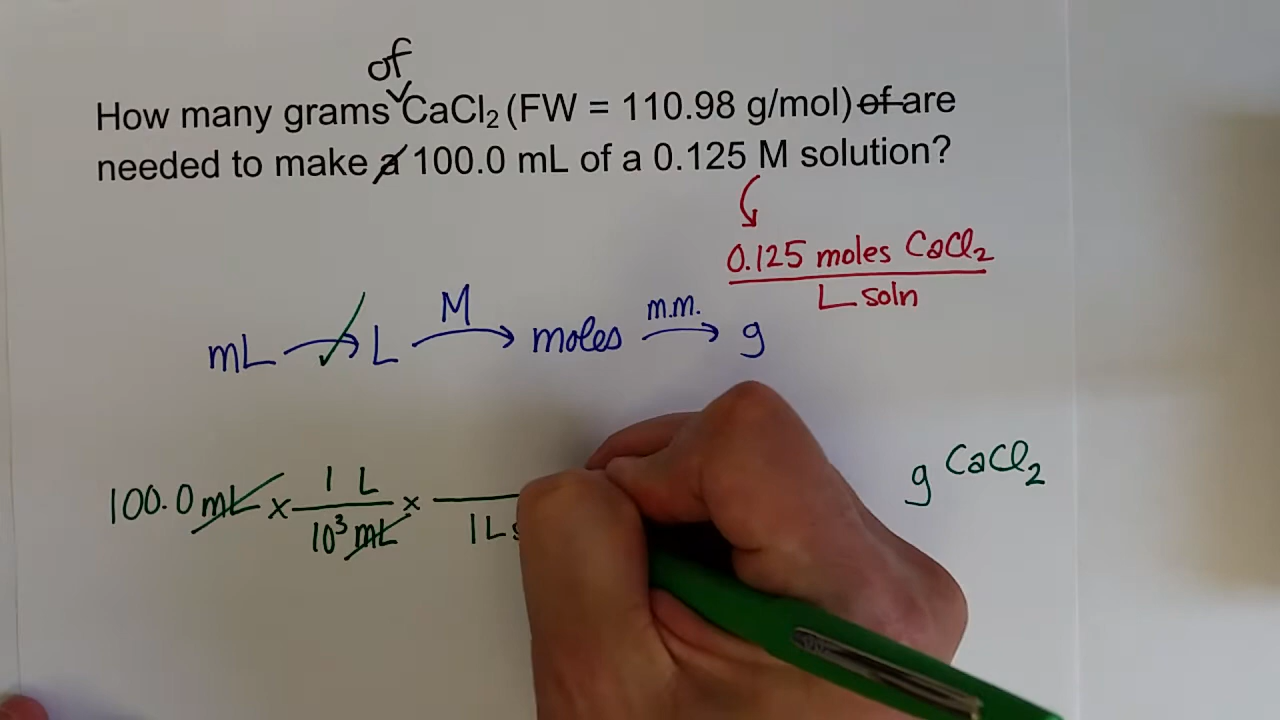 of
How many grams CaCl₂ (FW = 110.98 g/mol) of are
needed to make a 100.0 mL of a 0.125 M solution?
0.125 moles CaCl₂
L soln
mL → L M → moles m.m. → g
g CaCl₂
100.0 mL × 1 L / 10³ mL × / 1 L